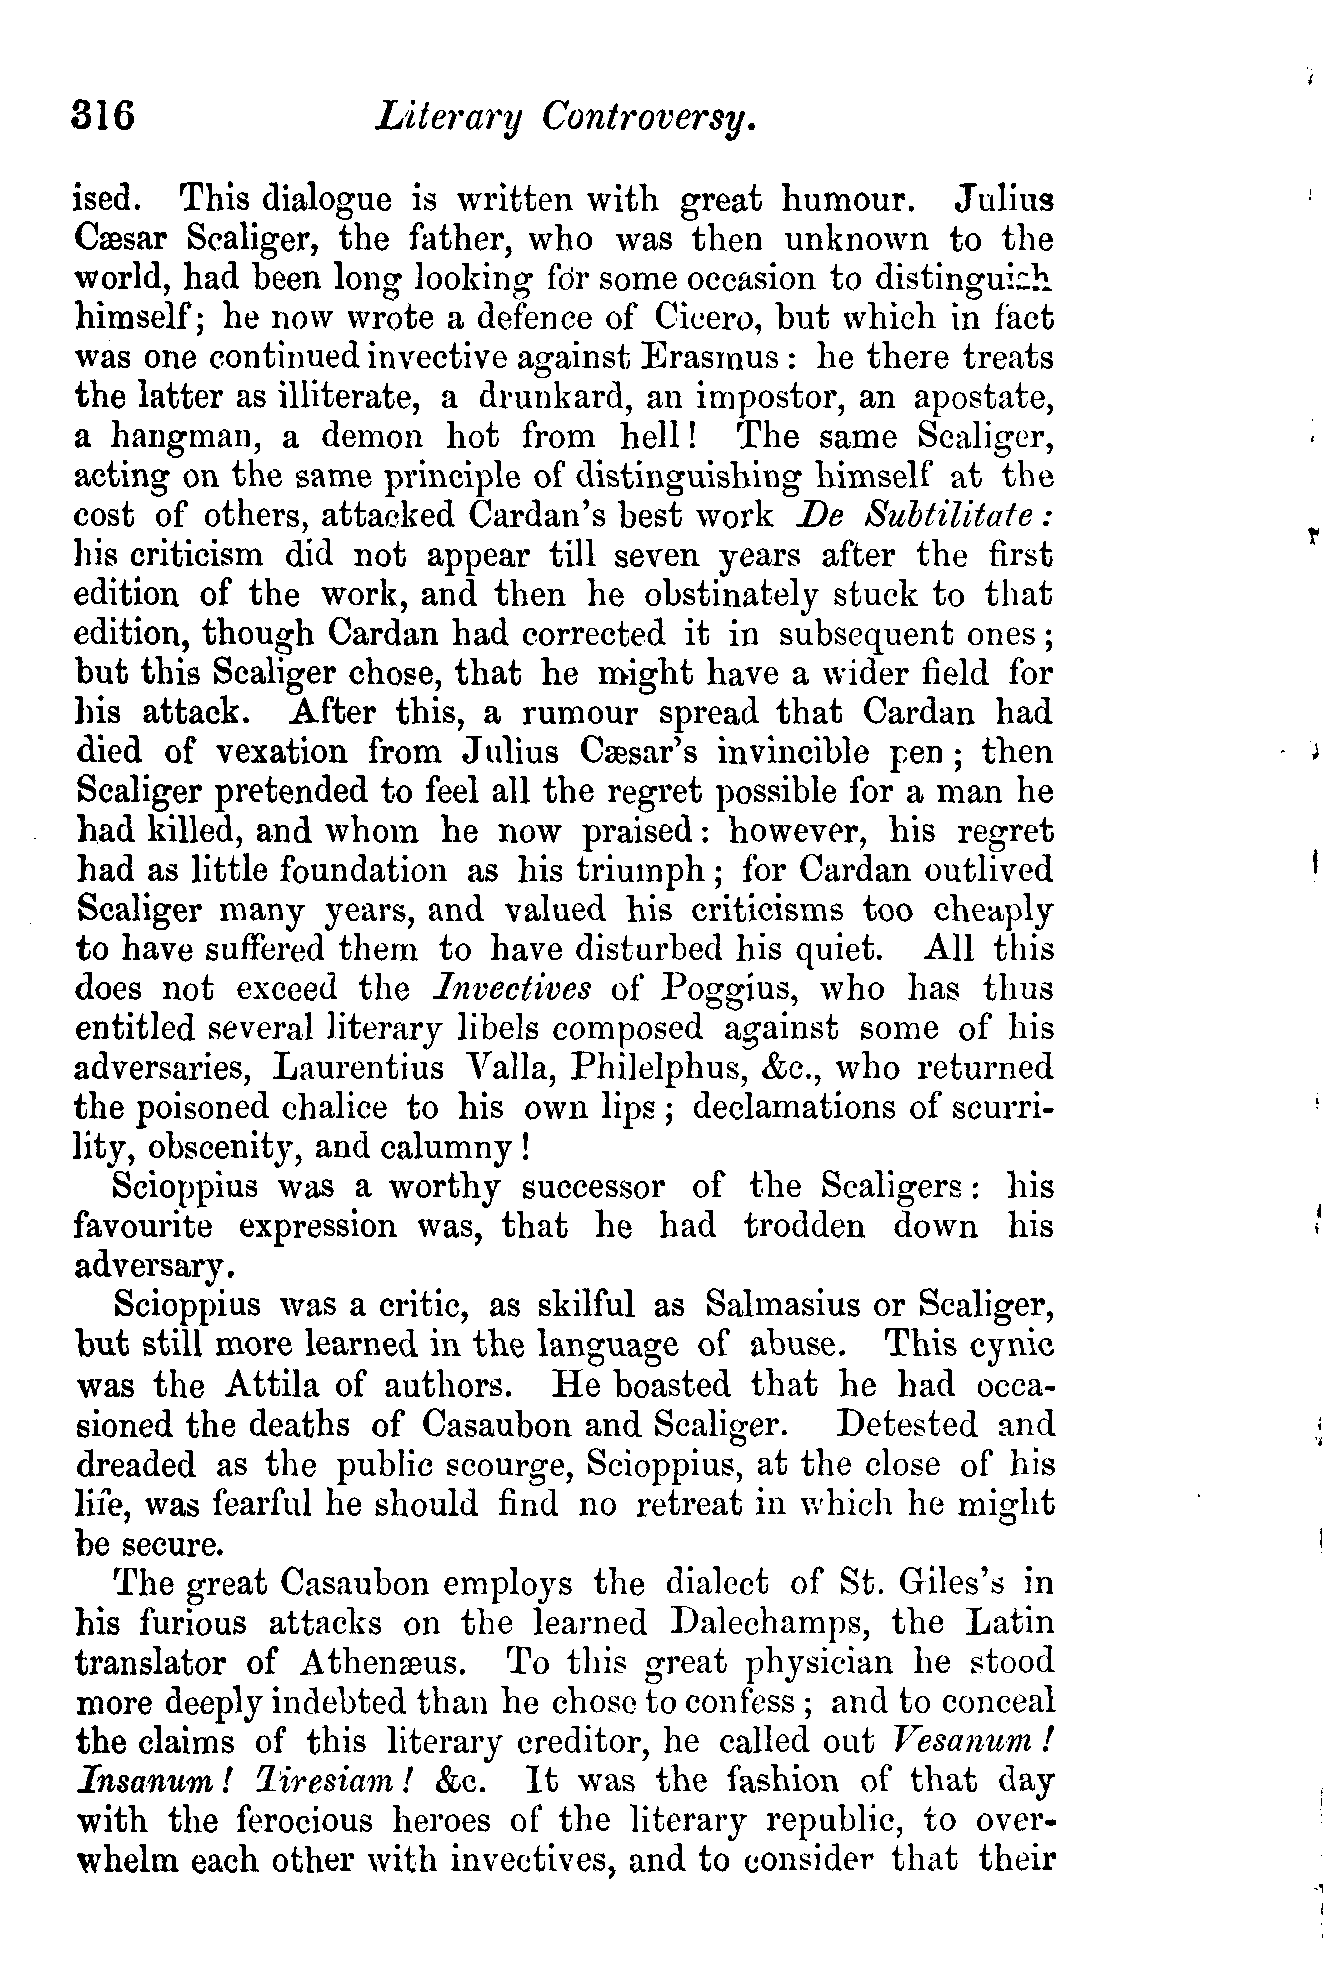 316 Literary Controversy.
ised. This dialogue is written with great humour. Julius
Cæsar Scaliger, the father, who was then unknown to the
world, had been long looking for some occasion to distinguish
himself; he now wrote a defence of Cicero, but which in fact
was one continued invective against Erasmus: he there treats
the latter as illiterate, a drunkard, an impostor, an apostate,
a hangman, a demon hot from hell! The same Scaliger,
acting on the same principle of distinguishing himself at the
cost of others, attacked Cardan's best work De Subtilitate:
his criticism did not appear till seven years after the first
edition of the work, and then he obstinately stuck to that
edition, though Cardan had corrected it in subsequent ones;
but this Scaliger chose, that he might have a wider field for
his attack. After this, a rumour spread that Cardan had
died of vexation from Julius Cæsar's invincible pen; then
Scaliger pretended to feel all the regret possible for a man he
had killed, and whom he now praised: however, his regret
had as little foundation as his triumph; for Cardan outlived
Scaliger many years, and valued his criticisms too cheaply
to have suffered them to have disturbed his quiet. All this
does not exceed the Invectives of Poggius, who has thus
entitled several literary libels composed against some of his
adversaries, Laurentius Valla, Philelphus, &c., who returned
the poisoned chalice to his own lips; declamations of scurri-
lity, obscenity, and calumny!
Scioppius was a worthy successor of the Scaligers: his
favourite expression was, that he had trodden down his
adversary.
Scioppius was a critic, as skilful as Salmasius or Scaliger,
but still more learned in the language of abuse. This cynic
was the Attila of authors. He boasted that he had occa-
sioned the deaths of Casaubon and Scaliger. Detested and
dreaded as the public scourge, Scioppius, at the close of his
life, was fearful he should find no retreat in which he might
be secure.
The great Casaubon employs the dialect of St. Giles's in
his furious attacks on the learned Dalechamps, the Latin
translator of Athenæus. To this great physician he stood
more deeply indebted than he chose to confess; and to conceal
the claims of this literary creditor, he called out Vesanum!
Insanum! Tiresiam! &c. It was the fashion of that day
with the ferocious heroes of the literary republic, to over-
whelm each other with invectives, and to consider that their